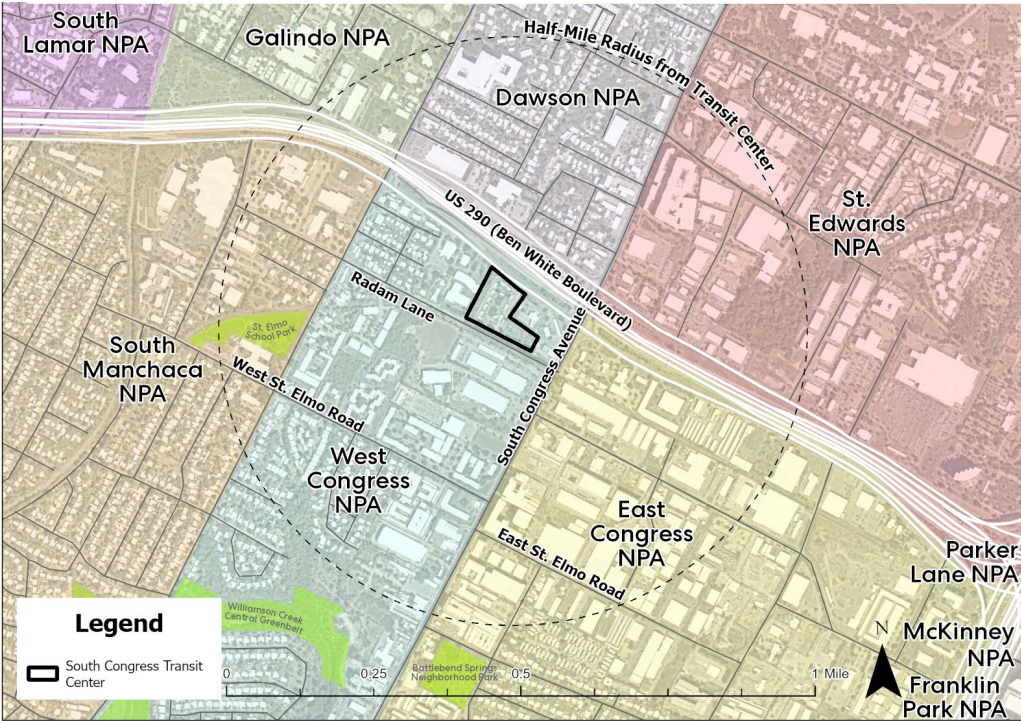 South
Lamar NPA
Galindo NPA
Half-Mile Radius from Transit Center
Dawson NPA
St.
Edwards
NPA
US 290 (Ben White Boulevard)
Radam Lane
St. Elmo
School Park
South
Manchaca
NPA
West St. Elmo Road
South Congress Avenue
West
Congress
NPA
East
Congress
NPA
East St. Elmo Road
Parker
Lane NPA
Williamson Creek
Central Greenbelt
Legend
South Congress Transit
Center
N
McKinney
NPA
Battlebend Springs
Neighborhood Park
0 0.25 0.5 1 Mile
Franklin
Park NPA